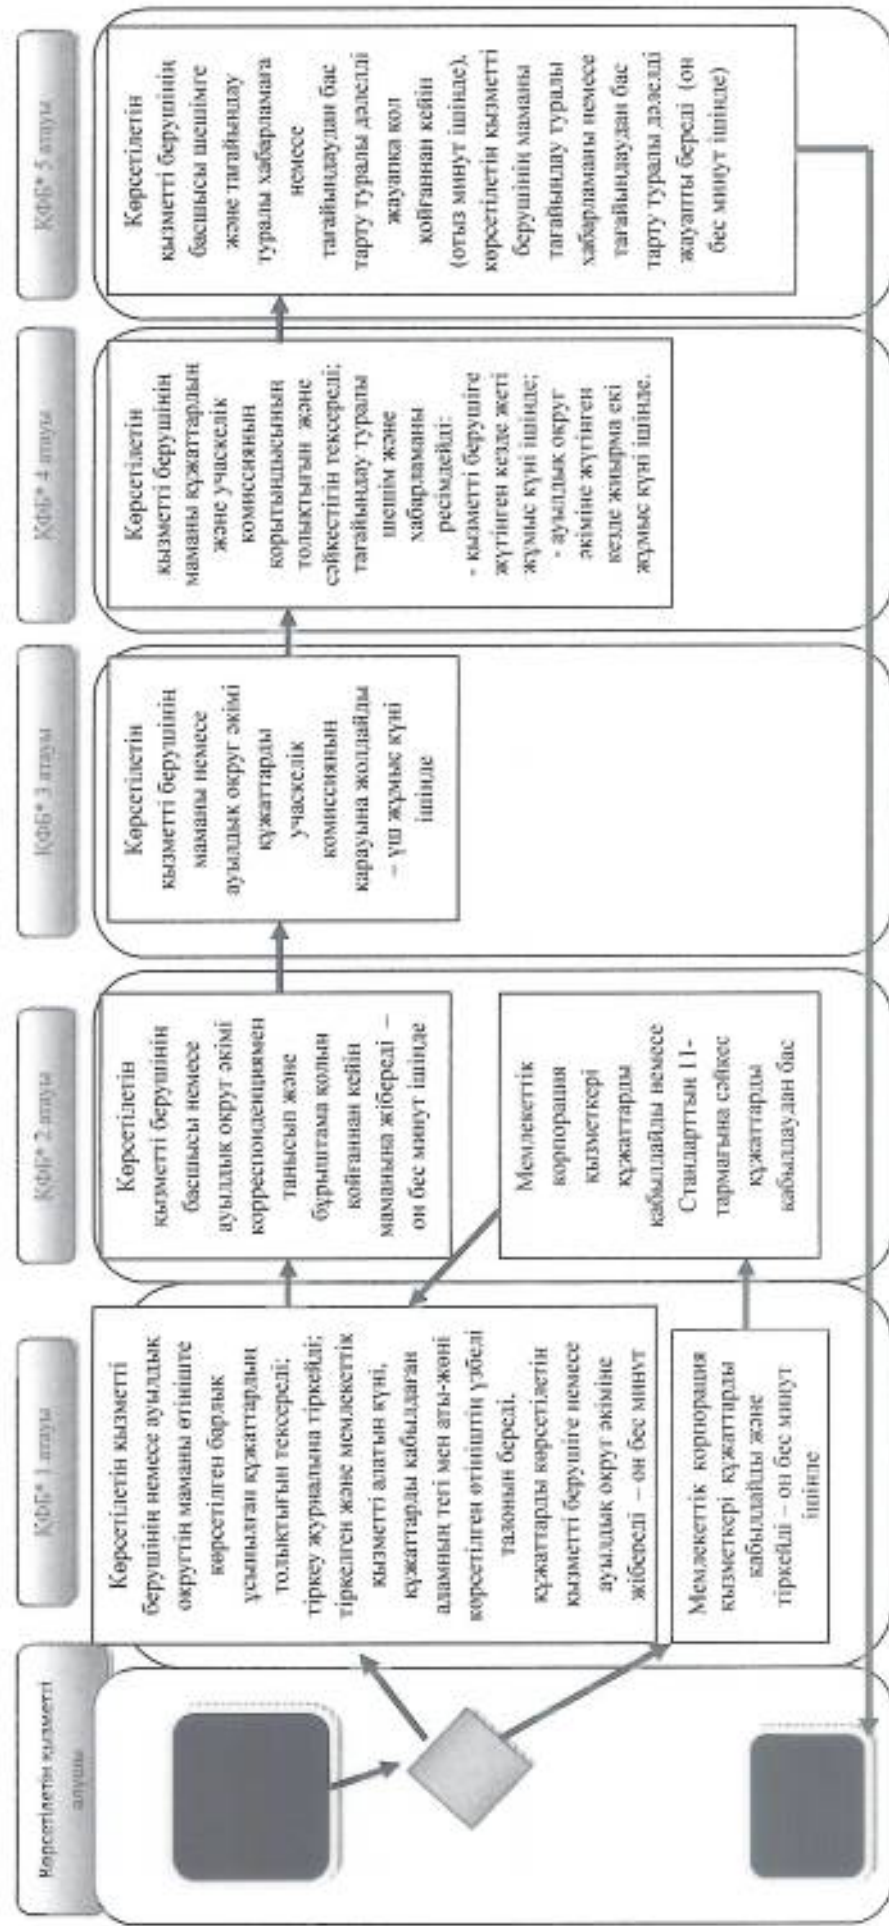 Көрсетілетін қызметті
алушы
ҚФБ* 1 атауы
ҚФБ* 2 атауы
ҚФБ* 3 атауы
ҚФБ* 4 атауы
ҚФБ* 5 атауы
Көрсетілетін қызметті
берушінің немесе ауылдық
округтің маманы өтініште
көрсетілген барлық
ұсынылған құжаттардың
толықтығын тексереді;
тіркеу журналына тіркейді;
тіркелген және мемлекеттік
қызметті алатын күні,
құжаттарды қабылдаған
адамның тегі мен аты-жөні
көрсетілген өтініштің үзбелі
талонын береді.
құжаттарды көрсетілетін
қызметті берушіге немесе
ауылдық округ әкіміне
жібереді – он бес минут
Мемлекеттік корпорация
қызметкері құжаттарды
қабылдайды және
тіркейді – он бес минут
ішінде
Көрсетілетін
қызметті берушінің
басшысы немесе
ауылдық округ әкімі
корреспонденциямен
танысып және
бұрыштама қолын
қойғаннан кейін
маманына жібереді –
он бес минут ішінде
Мемлекеттік
корпорация
қызметкері
құжаттарды
қабылдайды немесе
Стандарттың 11-
тармағына сәйкес
құжаттарды
қабылдаудан бас
Көрсетілетін
қызметті берушінің
маманы немесе
ауылдық округ әкімі
құжаттарды
учаскелік
комиссияның
қарауына жолдайды
– үш жұмыс күні
ішінде
Көрсетілетін
қызметті берушінің
маманы құжаттардың
және учаскелік
комиссиянын
қорытындысының
толықтығын және
сәйкестігін тексереді;
тағайындау туралы
шешім және
хабарламаны
ресімдейді:
- қызметті берушіге
жүгінген кезде жеті
жұмыс күні ішінде;
- ауылдық округ
әкіміне жүгінген
кезде жиырма екі
жұмыс күні ішінде.
Көрсетілетін
қызметті берушінің
басшысы шешімге
және тағайындау
туралы хабарламаға
немесе
тағайындаудан бас
тарту туралы дәлелді
жауапқа қол
қойғаннан кейін
(отыз минут ішінде),
көрсетілетін қызметті
берушінің маманы
тағайындау туралы
хабарламаны немесе
тағайындаудан бас
тарту туралы дәлелді
жауапты береді (он
бес минут ішінде)